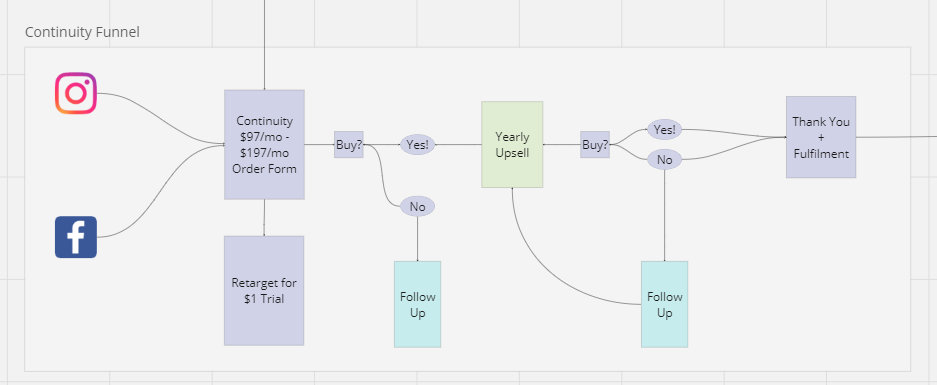 Continuity Funnel
Continuity
$97/mo -
$197/mo
Order Form
Buy?
Yes!
No
Yearly
Upsell
Buy?
Yes!
No
Thank You
+
Fulfilment
Retarget for
$1 Trial
Follow
Up
Follow
Up